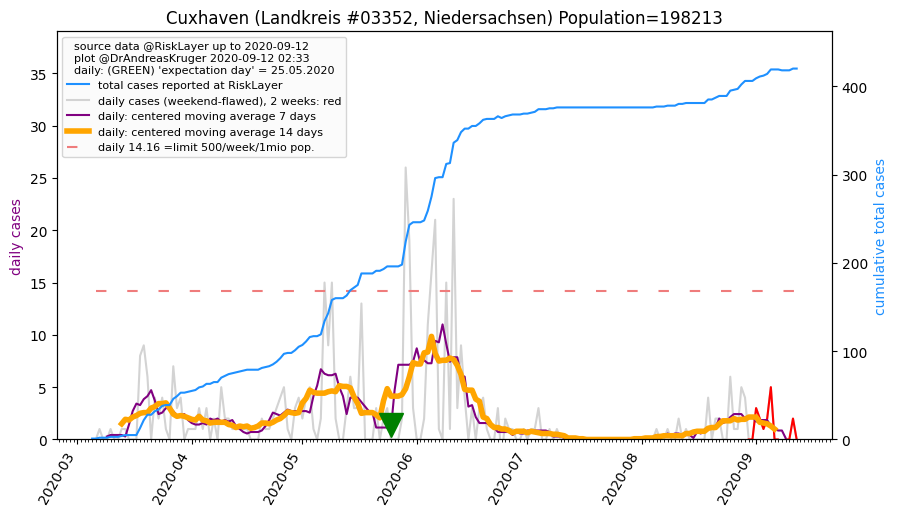 Cuxhaven (Landkreis #03352, Niedersachsen) Population=198213
source data @RiskLayer up to 2020-09-12
plot @DrAndreasKruger 2020-09-12 02:33
daily: (GREEN) 'expectation day' = 25.05.2020
total cases reported at RiskLayer
daily cases (weekend-flawed), 2 weeks: red
daily: centered moving average 7 days
daily: centered moving average 14 days
daily 14.16 =limit 500/week/1mio pop.
daily cases
35
30
25
20
15
10
5
0
400
300
200
100
0
cumulative total cases
2020-03
2020-04
2020-05
2020-06
2020-07
2020-08
2020-09